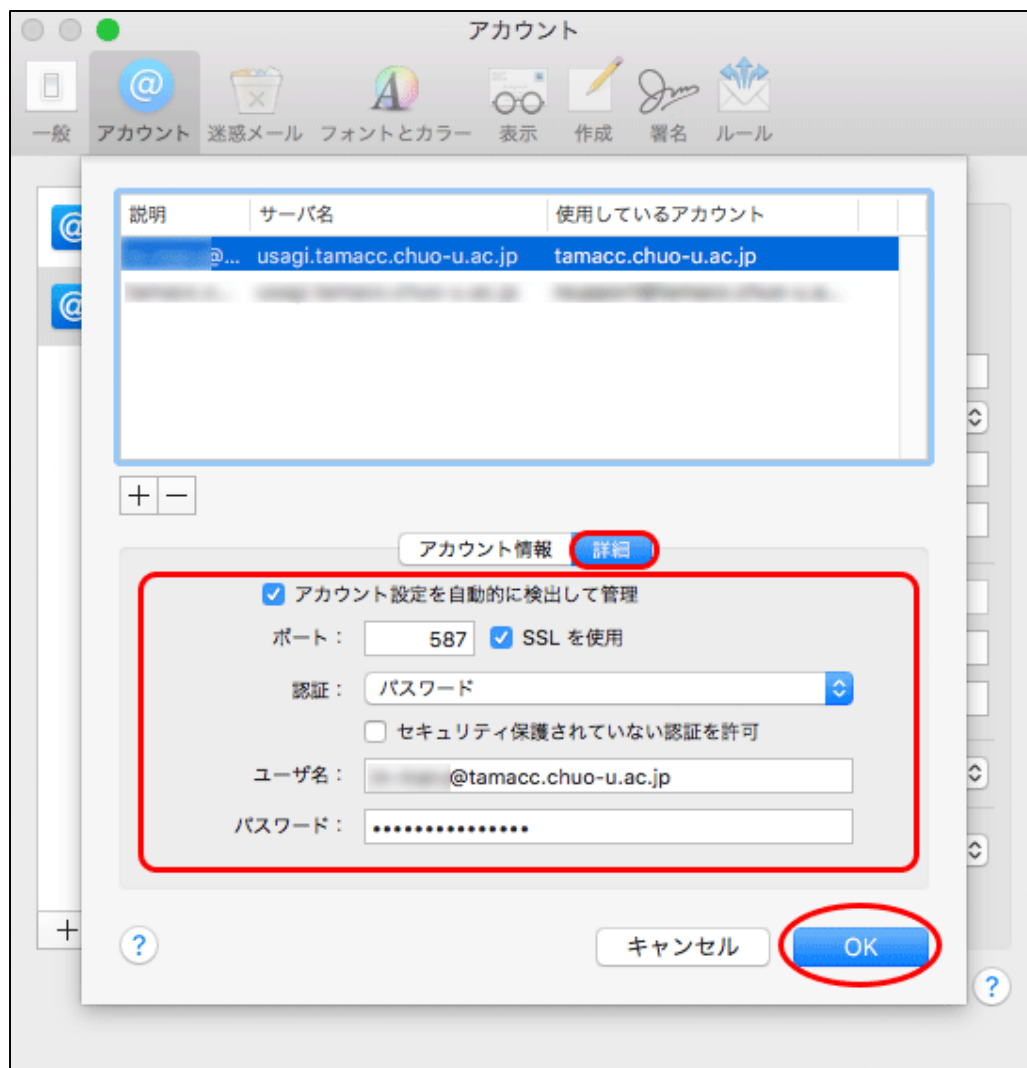 アカウント
一般 アカウント 迷惑メール フォントとカラー 表示 作成 署名 ルール
説明 サーバ名 使用しているアカウント
@... usagi.tamacc.chuo-u.ac.jp tamacc.chuo-u.ac.jp
アカウント情報 詳細
アカウント設定を自動的に検出して管理
ポート： 587 SSL を使用
認証： パスワード
セキュリティ保護されていない認証を許可
ユーザ名： @tamacc.chuo-u.ac.jp
パスワード： •••••••••••••••
? キャンセル OK
?